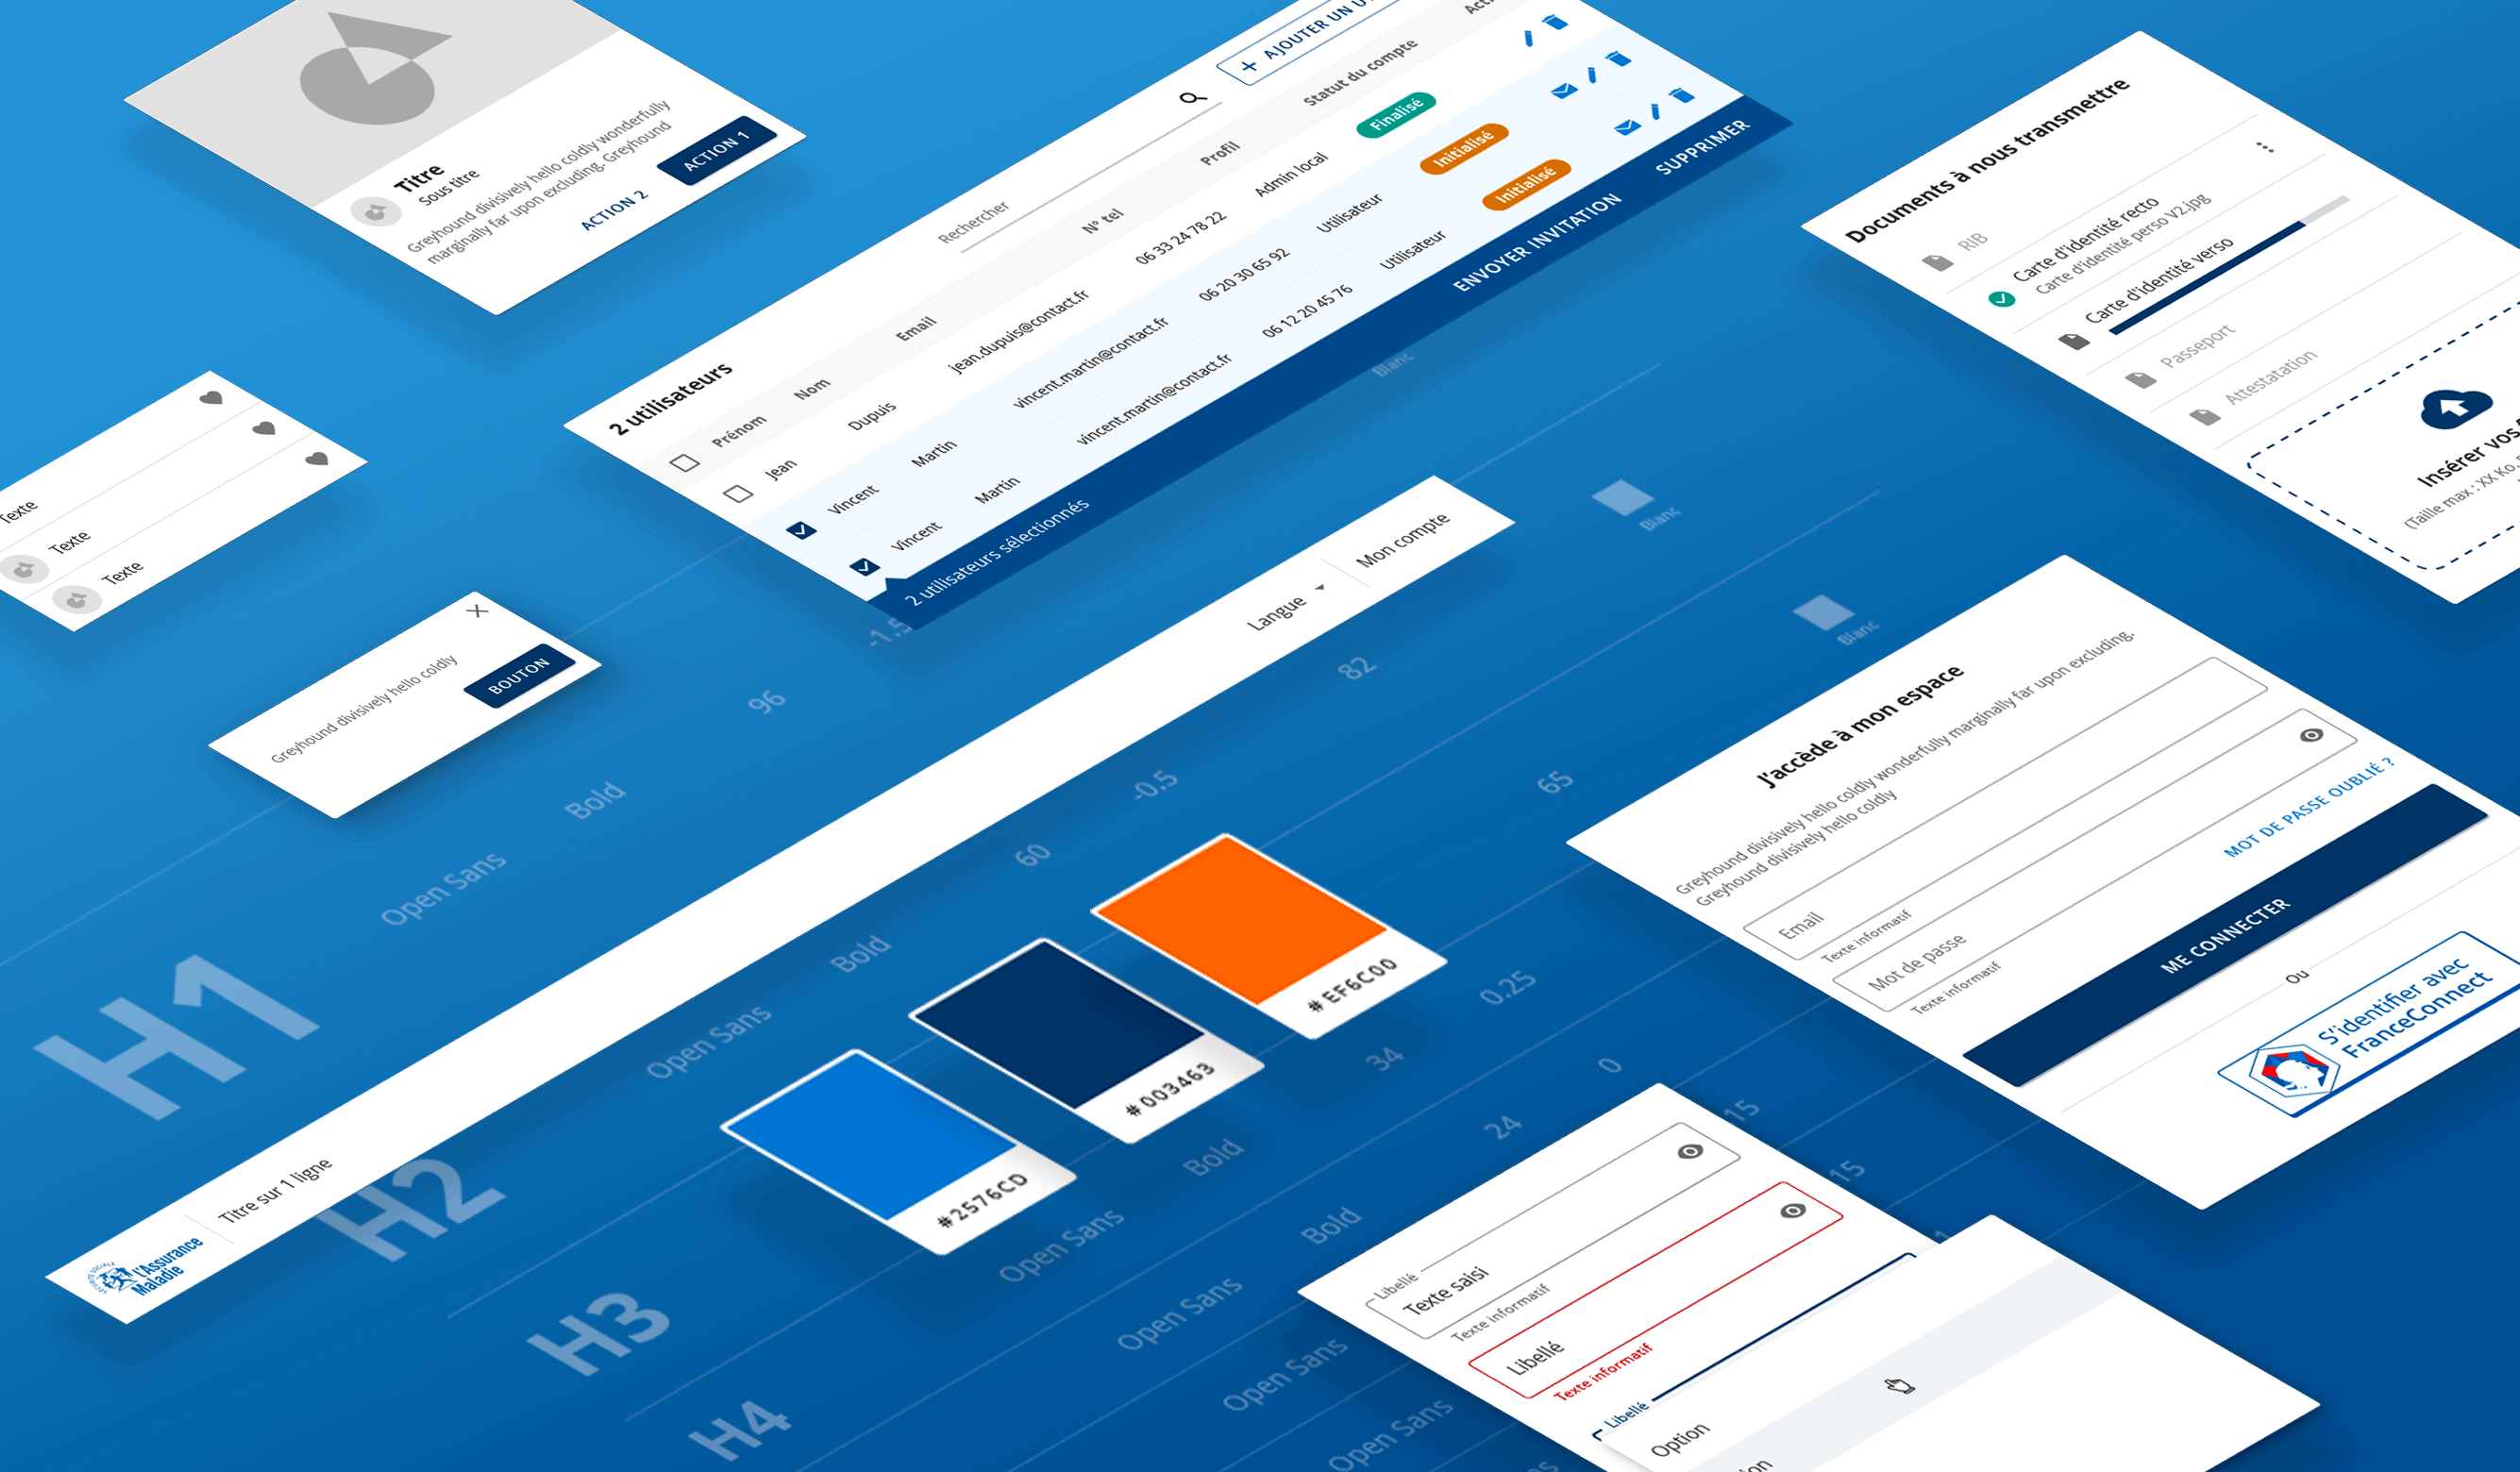 Titre
Sous titre
Greyhound divisively hello coldly wonderfully
marginally far upon excluding. Greyhound
ACTION 2
ACTION 1
Texte
Texte
Texte
Greyhound divisively hello coldly
BOUTON
2 utilisateurs
Rechercher
+ AJOUTER UN
Prénom
Nom
Email
N° tel
Profil
Statut du compte
Jean
Dupuis
jean.dupuis@contact.fr
06 33 24 78 22
Admin local
Finalisé
Vincent
Martin
vincent.martin@contact.fr
06 20 30 65 92
Utilisateur
Initialisé
Vincent
Martin
vincent.martin@contact.fr
06 12 20 45 76
Utilisateur
Initialisé
2 utilisateurs sélectionnés
ENVOYER INVITATION
SUPPRIMER
Documents à nous transmettre
RIB
Carte d'identité recto
Carte d'identité perso V2.jpg
Carte d'identité verso
Passeport
Attestatation
Insérer vos
(Taille max : XX Ko,
l'Assurance
Maladie
Titre sur 1 ligne
Langue
Mon compte
H1
Open Sans
Bold
96
-1.5
Blanc
H2
Open Sans
Bold
60
-0.5
82
Blanc
H3
Open Sans
Bold
34
0.25
65
Blanc
H4
Open Sans
Bold
24
0
Open Sans
15
Open Sans
15
#2576CD
#003463
#EF6C00
J'accède à mon espace
Greyhound divisively hello coldly wonderfully marginally far upon excluding.
Greyhound divisively hello coldly
Email
Texte informatif
Mot de passe
Texte informatif
MOT DE PASSE OUBLIÉ ?
ME CONNECTER
Ou
S'identifier avec
FranceConnect
Libellé
Texte saisi
Texte informatif
Libellé
Texte informatif
Libellé
Option